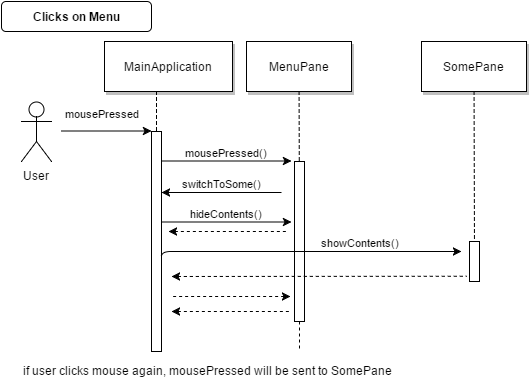 Clicks on Menu
MainApplication
MenuPane
SomePane
mousePressed
User
mousePressed()
switchToSome()
hideContents()
showContents()
if user clicks mouse again, mousePressed will be sent to SomePane